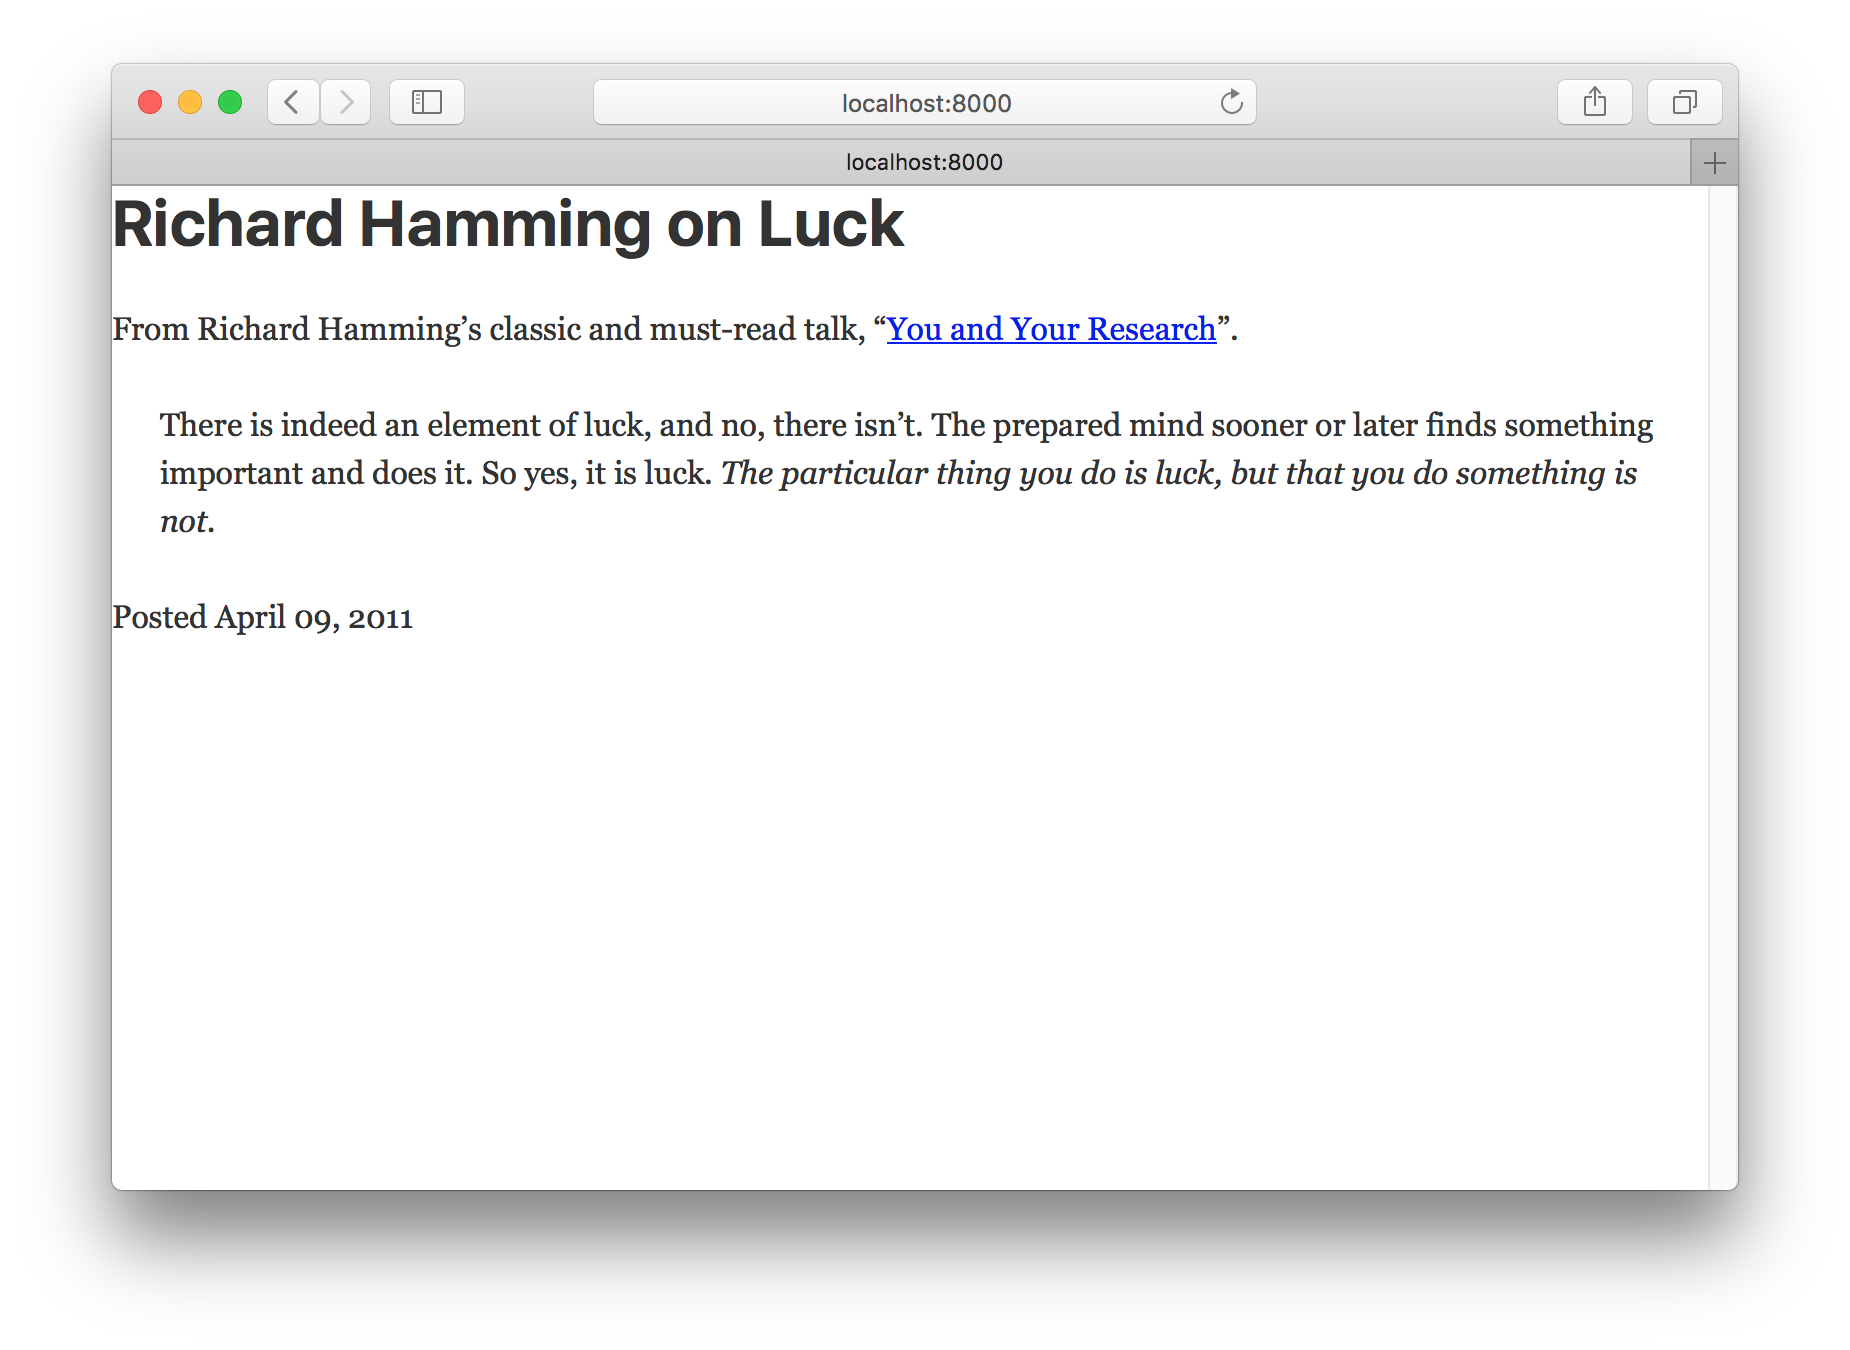 localhost:8000
localhost:8000
Richard Hamming on Luck
From Richard Hamming’s classic and must-read talk, “You and Your Research”.
There is indeed an element of luck, and no, there isn’t. The prepared mind sooner or later finds something
important and does it. So yes, it is luck. The particular thing you do is luck, but that you do something is
not.
Posted April 09, 2011